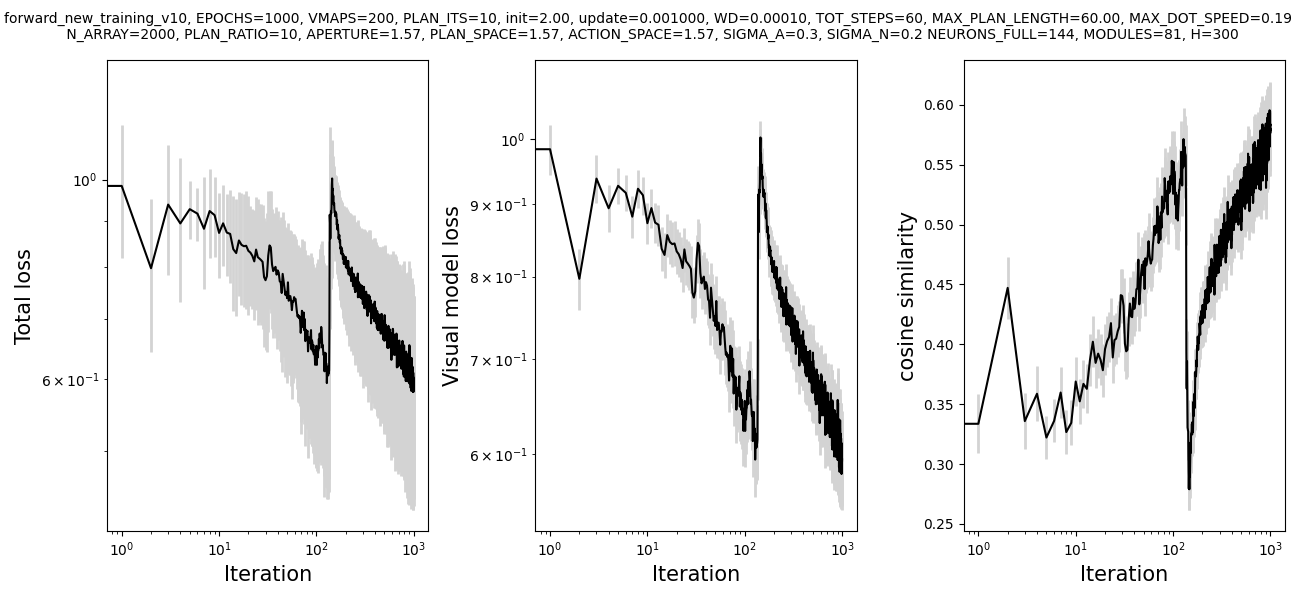 forward_new_training_v10, EPOCHS=1000, VMAPS=200, PLAN_ITS=10, init=2.00, update=0.001000, WD=0.00010, TOT_STEPS=60, MAX_PLAN_LENGTH=60.00, MAX_DOT_SPEED=0.19
N_ARRAY=2000, PLAN_RATIO=10, APERTURE=1.57, PLAN_SPACE=1.57, ACTION_SPACE=1.57, SIGMA_A=0.3, SIGMA_N=0.2 NEURONS_FULL=144, MODULES=81, H=300
Total loss
10⁰
6 × 10⁻¹
10⁰ 10¹ 10² 10³
Iteration
Visual model loss
10⁰
9 × 10⁻¹
8 × 10⁻¹
7 × 10⁻¹
6 × 10⁻¹
10⁰ 10¹ 10² 10³
Iteration
cosine similarity
0.60
0.55
0.50
0.45
0.40
0.35
0.30
0.25
10⁰ 10¹ 10² 10³
Iteration